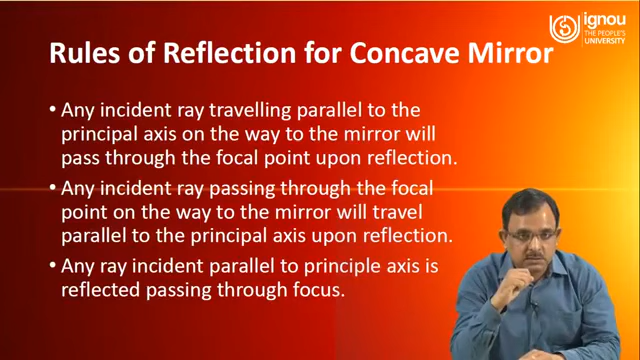 ignou
THE PEOPLE'S
UNIVERSITY
Rules of Reflection for Concave Mirror
• Any incident ray travelling parallel to the
principal axis on the way to the mirror will
pass through the focal point upon reflection.
• Any incident ray passing through the focal
point on the way to the mirror will travel
parallel to the principal axis upon reflection.
• Any ray incident parallel to principle axis is
reflected passing through focus.